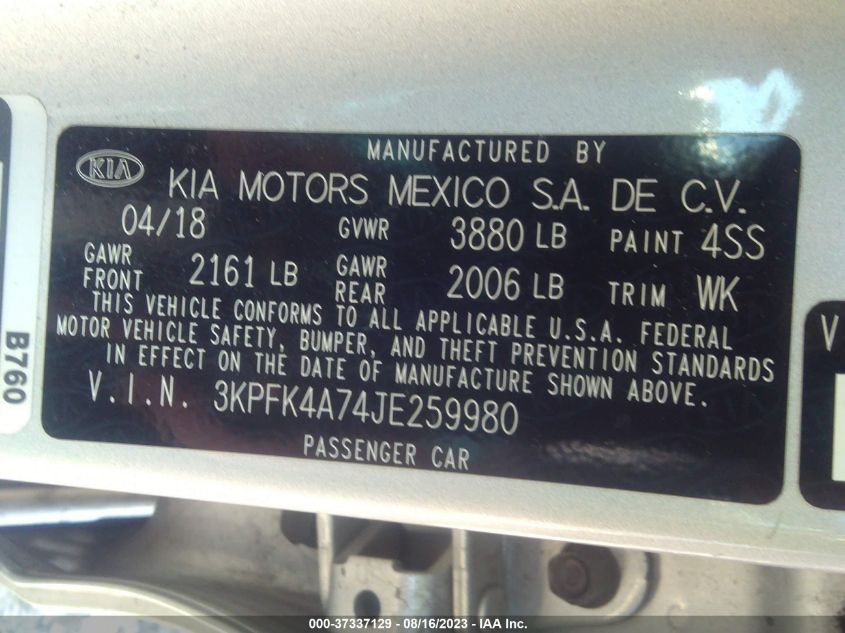 MANUFACTURED BY
KIA
KIA MOTORS MEXICO S.A. DE C.V.
04/18 GVWR 3880 LB PAINT 4SS
GAWR FRONT 2161 LB GAWR REAR 2006 LB TRIM WK
THIS VEHICLE CONFORMS TO ALL APPLICABLE U.S.A. FEDERAL
MOTOR VEHICLE SAFETY, BUMPER, AND THEFT PREVENTION STANDARDS
IN EFFECT ON THE DATE OF MANUFACTURE SHOWN ABOVE.
V.I.N. 3KPFK4A74JE259980
PASSENGER CAR
B760
V
000-37337129 - 08/16/2023 - IAA Inc.